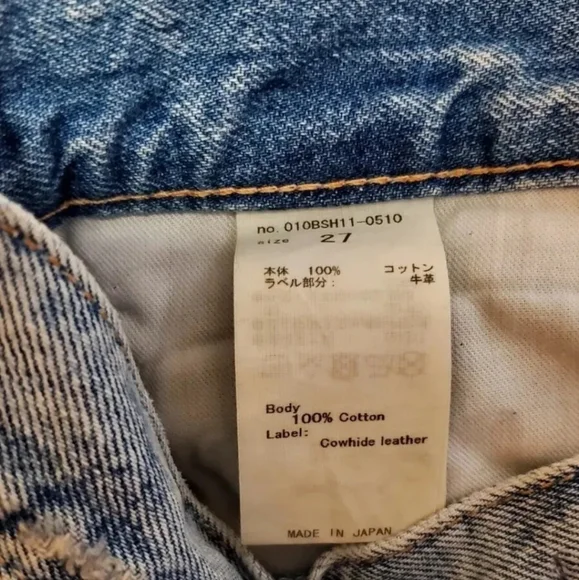 no. 010BSH11-0510
size 27
本体 100% コットン
ラベル部分: 牛革
Body
100% Cotton
Label:
Cowhide leather
MADE IN JAPAN